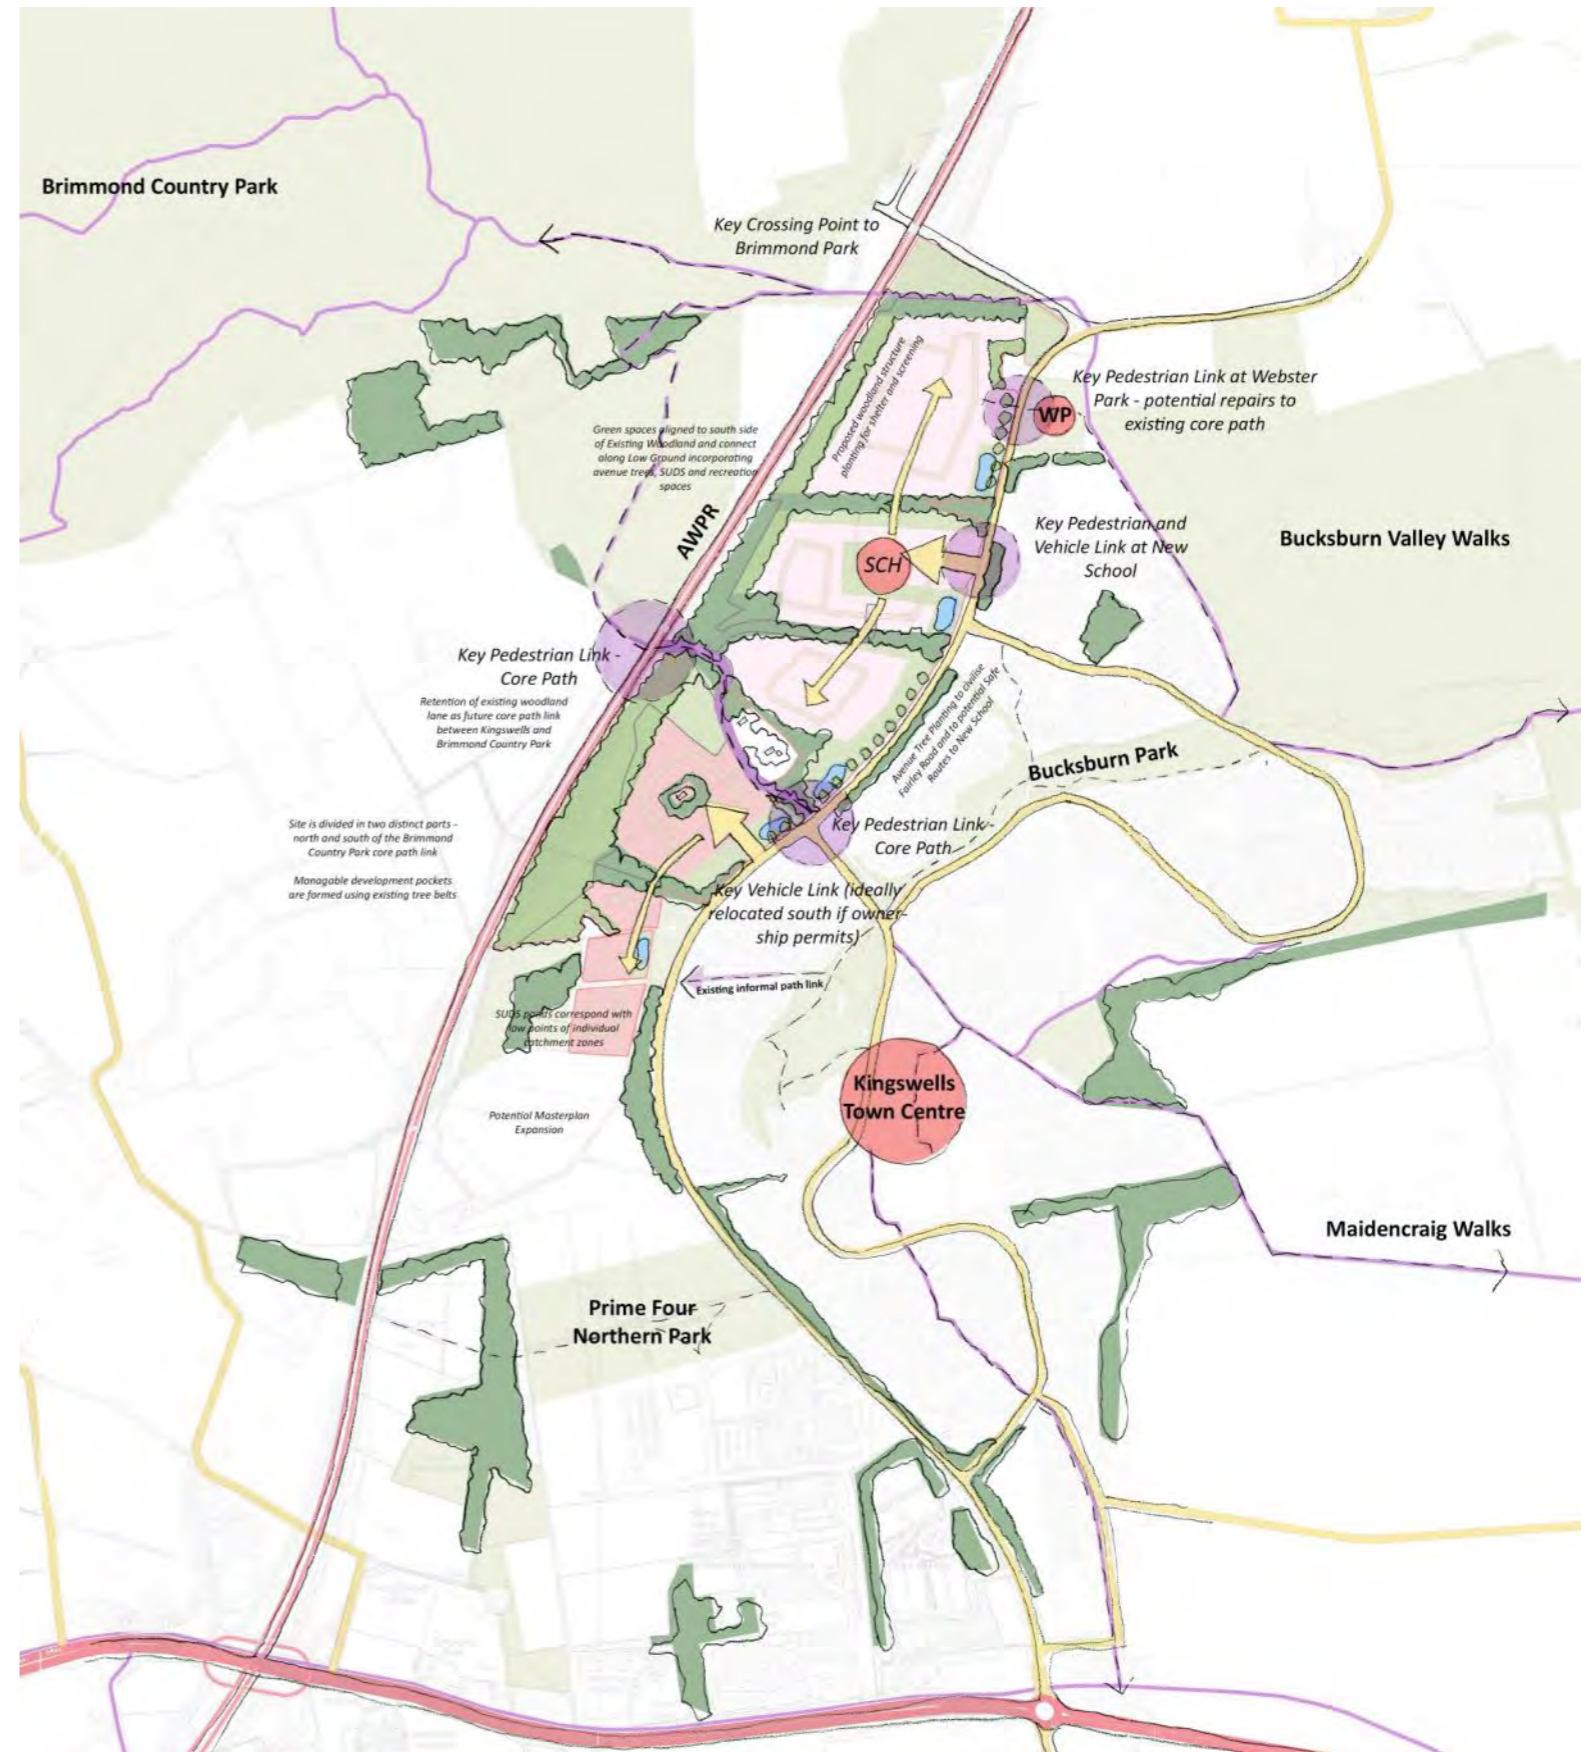 Brimmond Country Park
Key Crossing Point to
Brimmond Park
Proposed woodland structure
planting for shelter and screening
Key Pedestrian Link at Webster
Park - potential repairs to
existing core path
WP
Green spaces aligned to south side
of Existing Woodland and connect
along Low Ground incorporating
avenue trees, SUDS and recreation
spaces
AWPR
Key Pedestrian and
Vehicle Link at New
School
SCH
Bucksburn Valley Walks
Key Pedestrian Link -
Core Path
Retention of existing woodland
lane as future core path link
between Kingswells and
Brimmond Country Park
Avenue Tree Planting to civilise
Fairley Road and to potential Safe
Routes to New School
Bucksburn Park
Site is divided in two distinct parts -
north and south of the Brimmond
Country Park core path link
Managable development pockets
are formed using existing tree belts
Key Pedestrian Link -
Core Path
Key Vehicle Link (ideally
relocated south if owner-
ship permits)
Existing informal path link
SUDS points correspond with
low points of individual
catchment zones
Kingswells
Town Centre
Potential Masterplan
Expansion
Maidencraig Walks
Prime Four
Northern Park